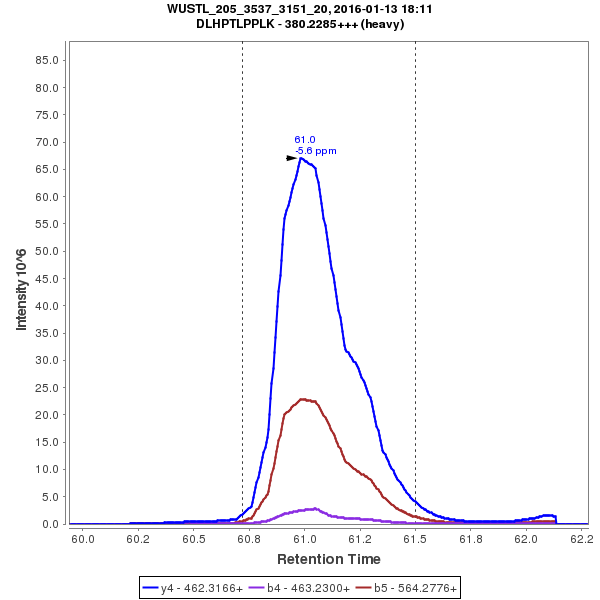 WUSTL_205_3537_3151_20, 2016-01-13 18:11
DLHPTLPPLK - 380.2285+++ (heavy)
85.0
80.0
75.0
70.0
65.0
60.0
55.0
50.0
45.0
40.0
35.0
30.0
25.0
20.0
15.0
10.0
5.0
0.0
Intensity 10^6
61.0
-5.6 ppm
60.0 60.2 60.5 60.8 61.0 61.2 61.5 61.8 62.0 62.2
Retention Time
y4 - 462.3166+ b4 - 463.2300+ b5 - 564.2776+